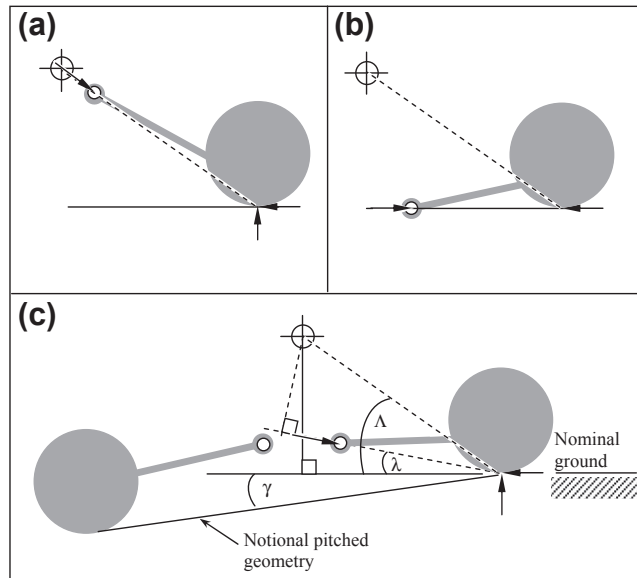 (a)
(b)
(c)
Λ
Nominal
ground
λ
γ
Notional pitched
geometry